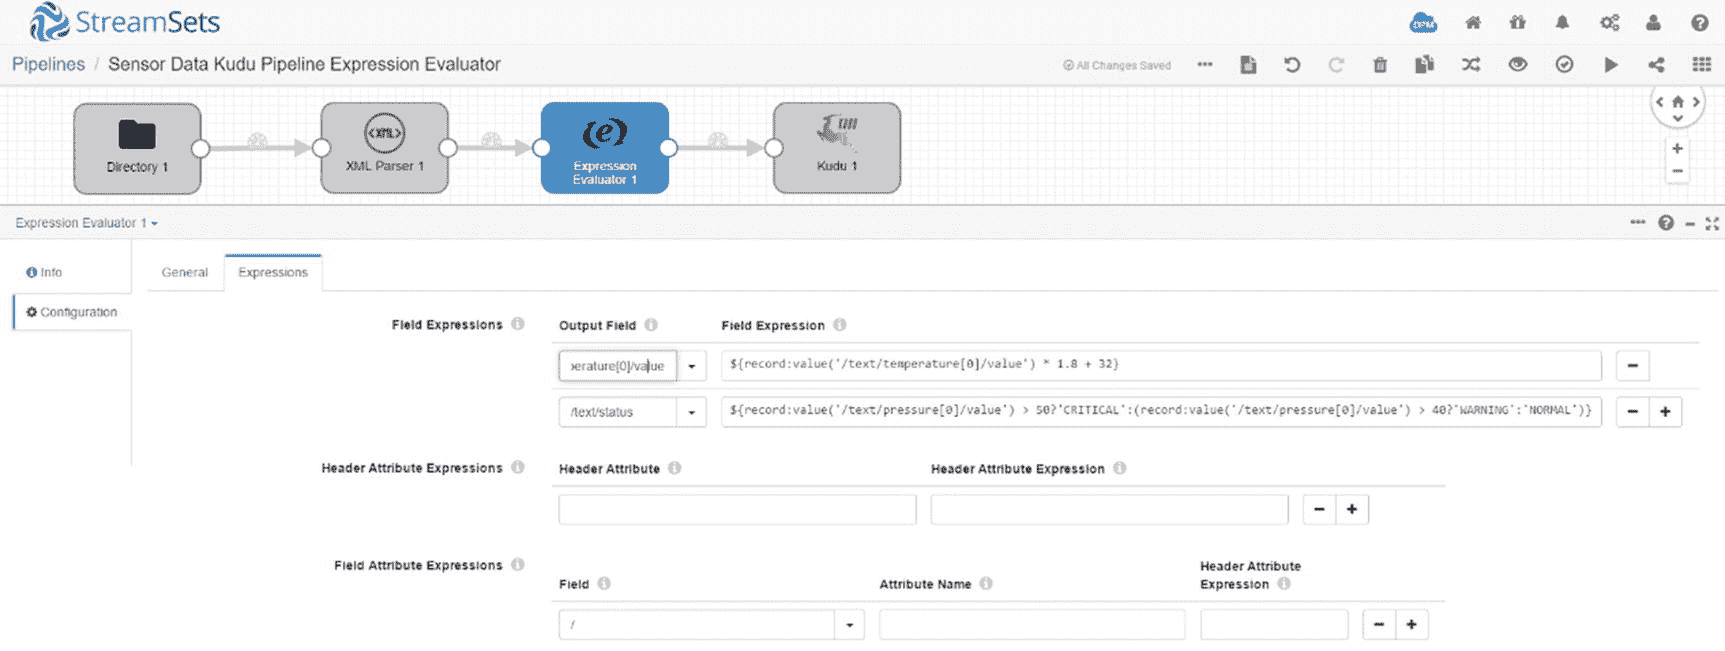 StreamSets
DPM
Pipelines / Sensor Data Kudu Pipeline Expression Evaluator
All Changes Saved
Directory 1
<XML>
XML Parser 1
(e)
Expression
Evaluator 1
Kudu 1
Expression Evaluator 1
Info
General
Expressions
Configuration
Field Expressions
Output Field
Field Expression
perature[0]/value
${record:value('/text/temperature[0]/value') * 1.8 + 32}
/text/status
${record:value('/text/pressure[0]/value') > 50?'CRITICAL':(record:value('/text/pressure[0]/value') > 40?'WARNING':'NORMAL')}
Header Attribute Expressions
Header Attribute
Header Attribute Expression
Field Attribute Expressions
Field
Attribute Name
Header Attribute
Expression
/